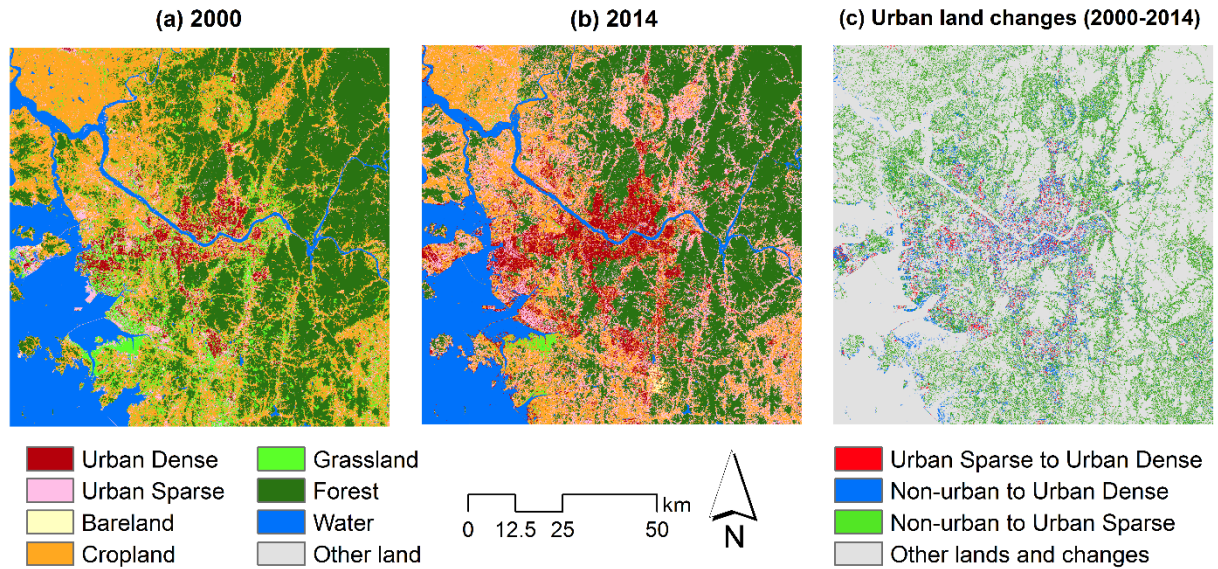 (a) 2000
(b) 2014
(c) Urban land changes (2000-2014)
Urban Dense
Urban Sparse
Bareland
Cropland
Grassland
Forest
Water
Other land
km
0 12.5 25 50
N
Urban Sparse to Urban Dense
Non-urban to Urban Dense
Non-urban to Urban Sparse
Other lands and changes